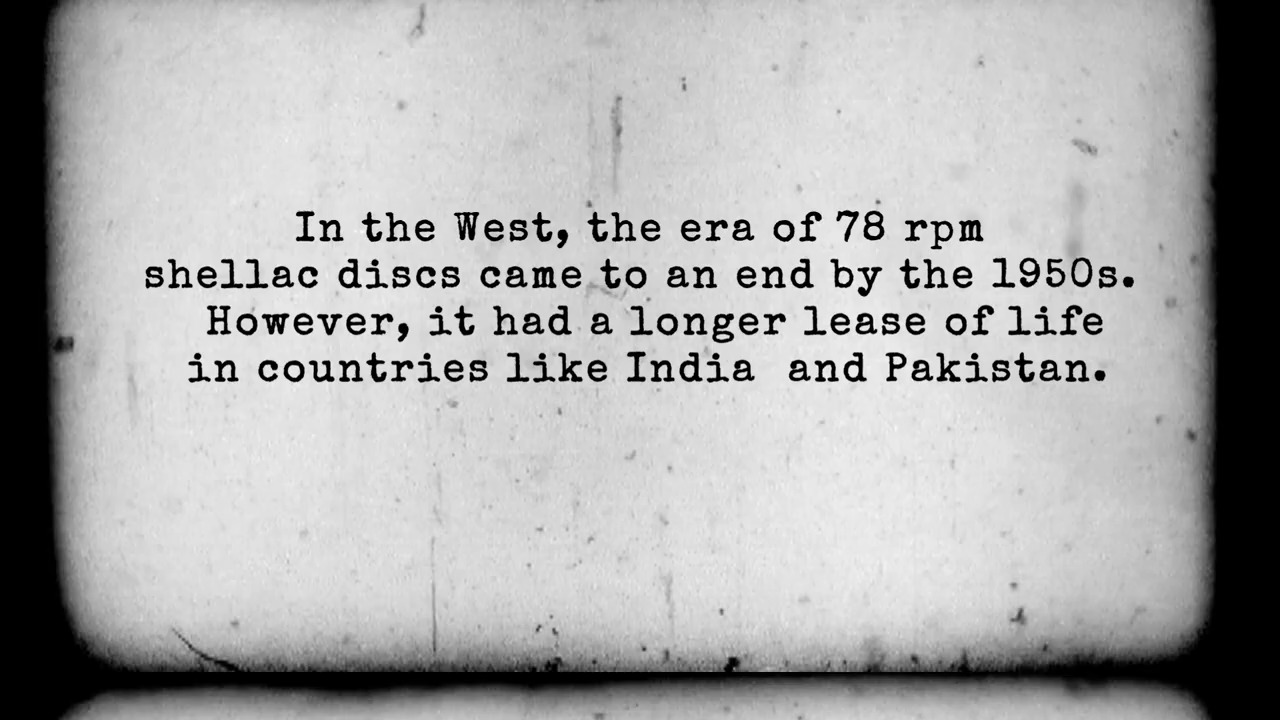 In the West, the era of 78 rpm
shellac discs came to an end by the 1950s.
However, it had a longer lease of life
in countries like India  and Pakistan.